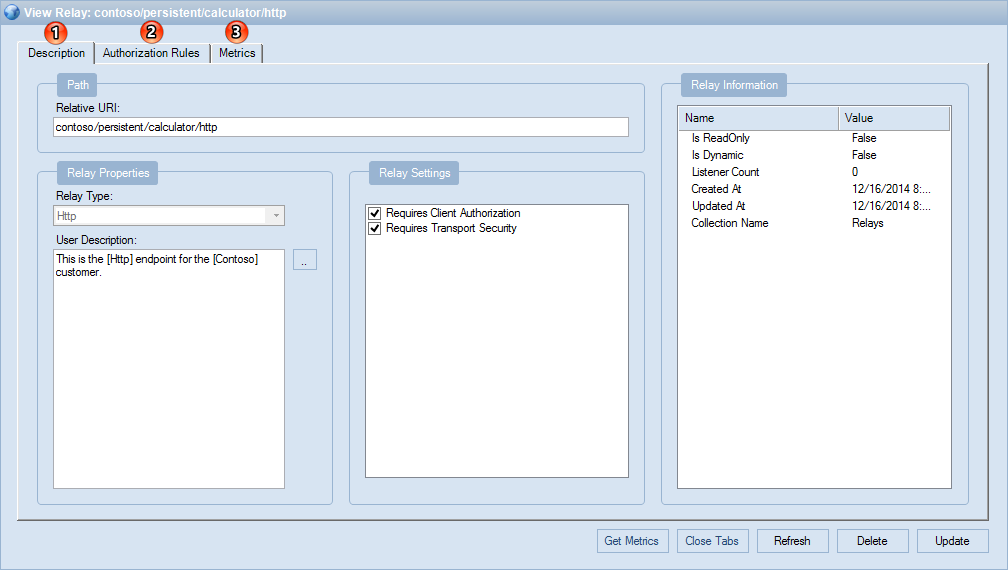 View Relay: contoso/persistent/calculator/http
1 2 3
Description Authorization Rules Metrics
Path
Relative URI:
contoso/persistent/calculator/http
Relay Properties
Relay Type:
Http
User Description:
This is the [Http] endpoint for the [Contoso]
customer.
..
Relay Settings
Requires Client Authorization
Requires Transport Security
Relay Information
Name Value
Is ReadOnly False
Is Dynamic False
Listener Count 0
Created At 12/16/2014 8:...
Updated At 12/16/2014 8:...
Collection Name Relays
Get Metrics Close Tabs Refresh Delete Update